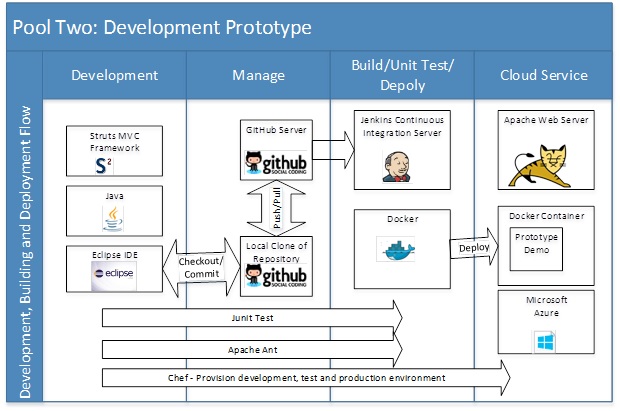 Pool Two: Development Prototype
Development, Building and Deployment Flow
Development
Manage
Build/Unit Test/
Depoly
Cloud Service
Struts MVC
Framework
S2
Java
Java
Eclipse IDE
eclipse
Checkout/
Commit
GitHub Server
github
SOCIAL CODING
Push/Pull
Local Clone of
Repository
github
SOCIAL CODING
Jenkins Continuous
Integration Server
Docker
Deploy
Apache Web Server
Docker Container
Prototype
Demo
Microsoft
Azure
Junit Test
Apache Ant
Chef - Provision development, test and production environment